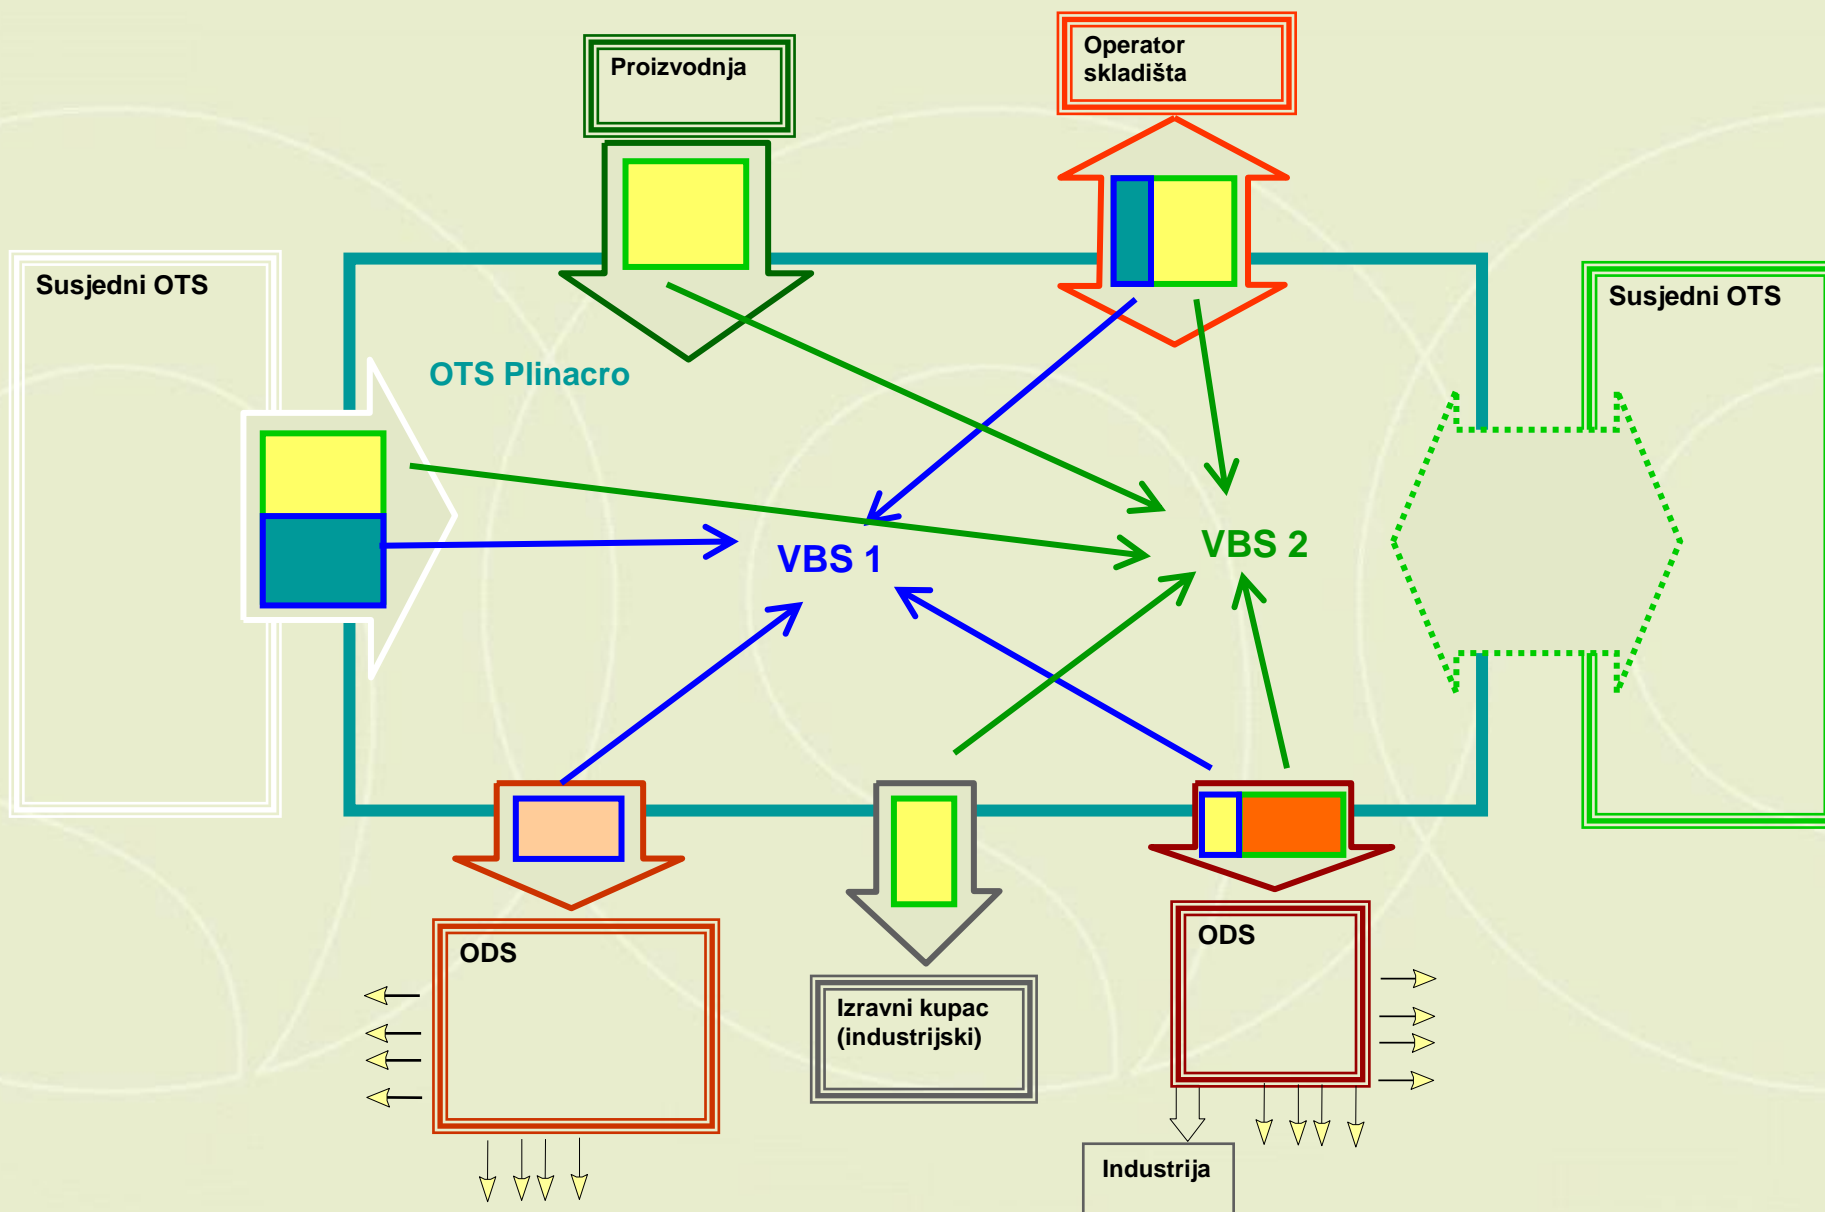 Proizvodnja
Operator
skladišta
Susjedni OTS
Susjedni OTS
OTS Plinacro
VBS 1
VBS 2
ODS
ODS
Izravni kupac
(industrijski)
Industrija